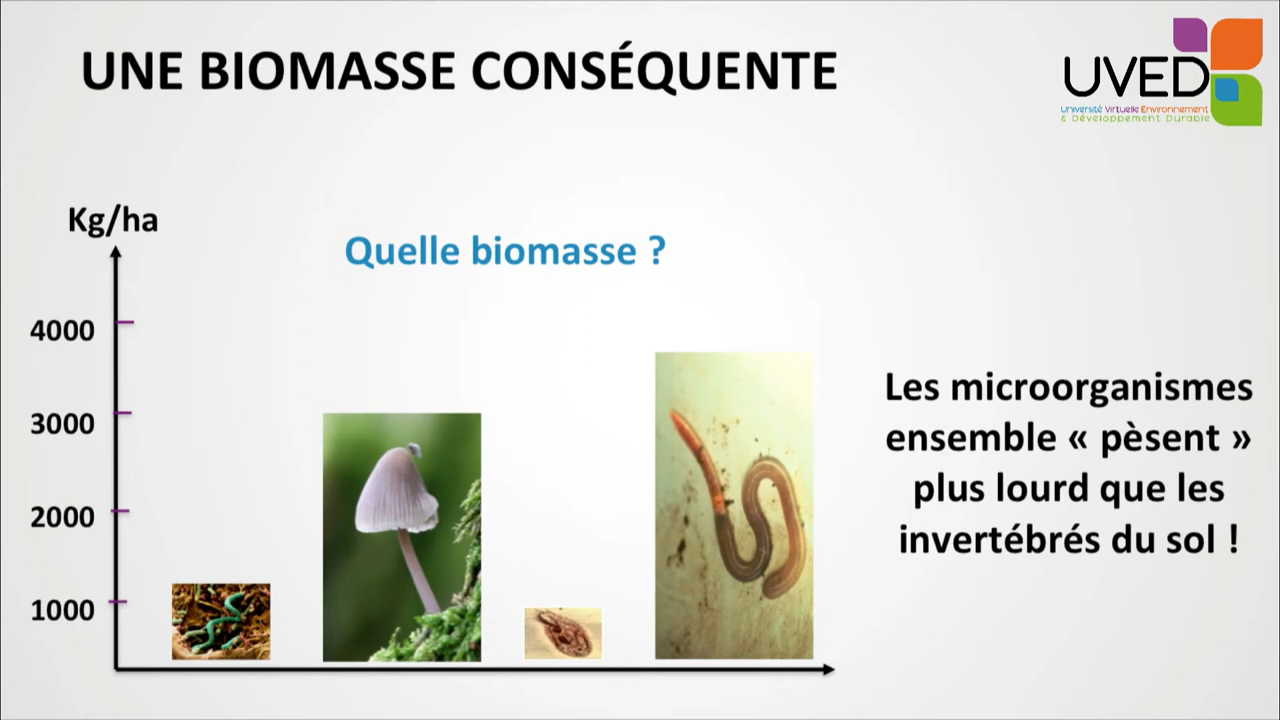 UNE BIOMASSE CONSÉQUENTE
UVED
Université Virtuelle Environnement
& Développement Durable
Kg/ha
Quelle biomasse ?
4000
3000
2000
1000
Les microorganismes
ensemble « pèsent »
plus lourd que les
invertébrés du sol !